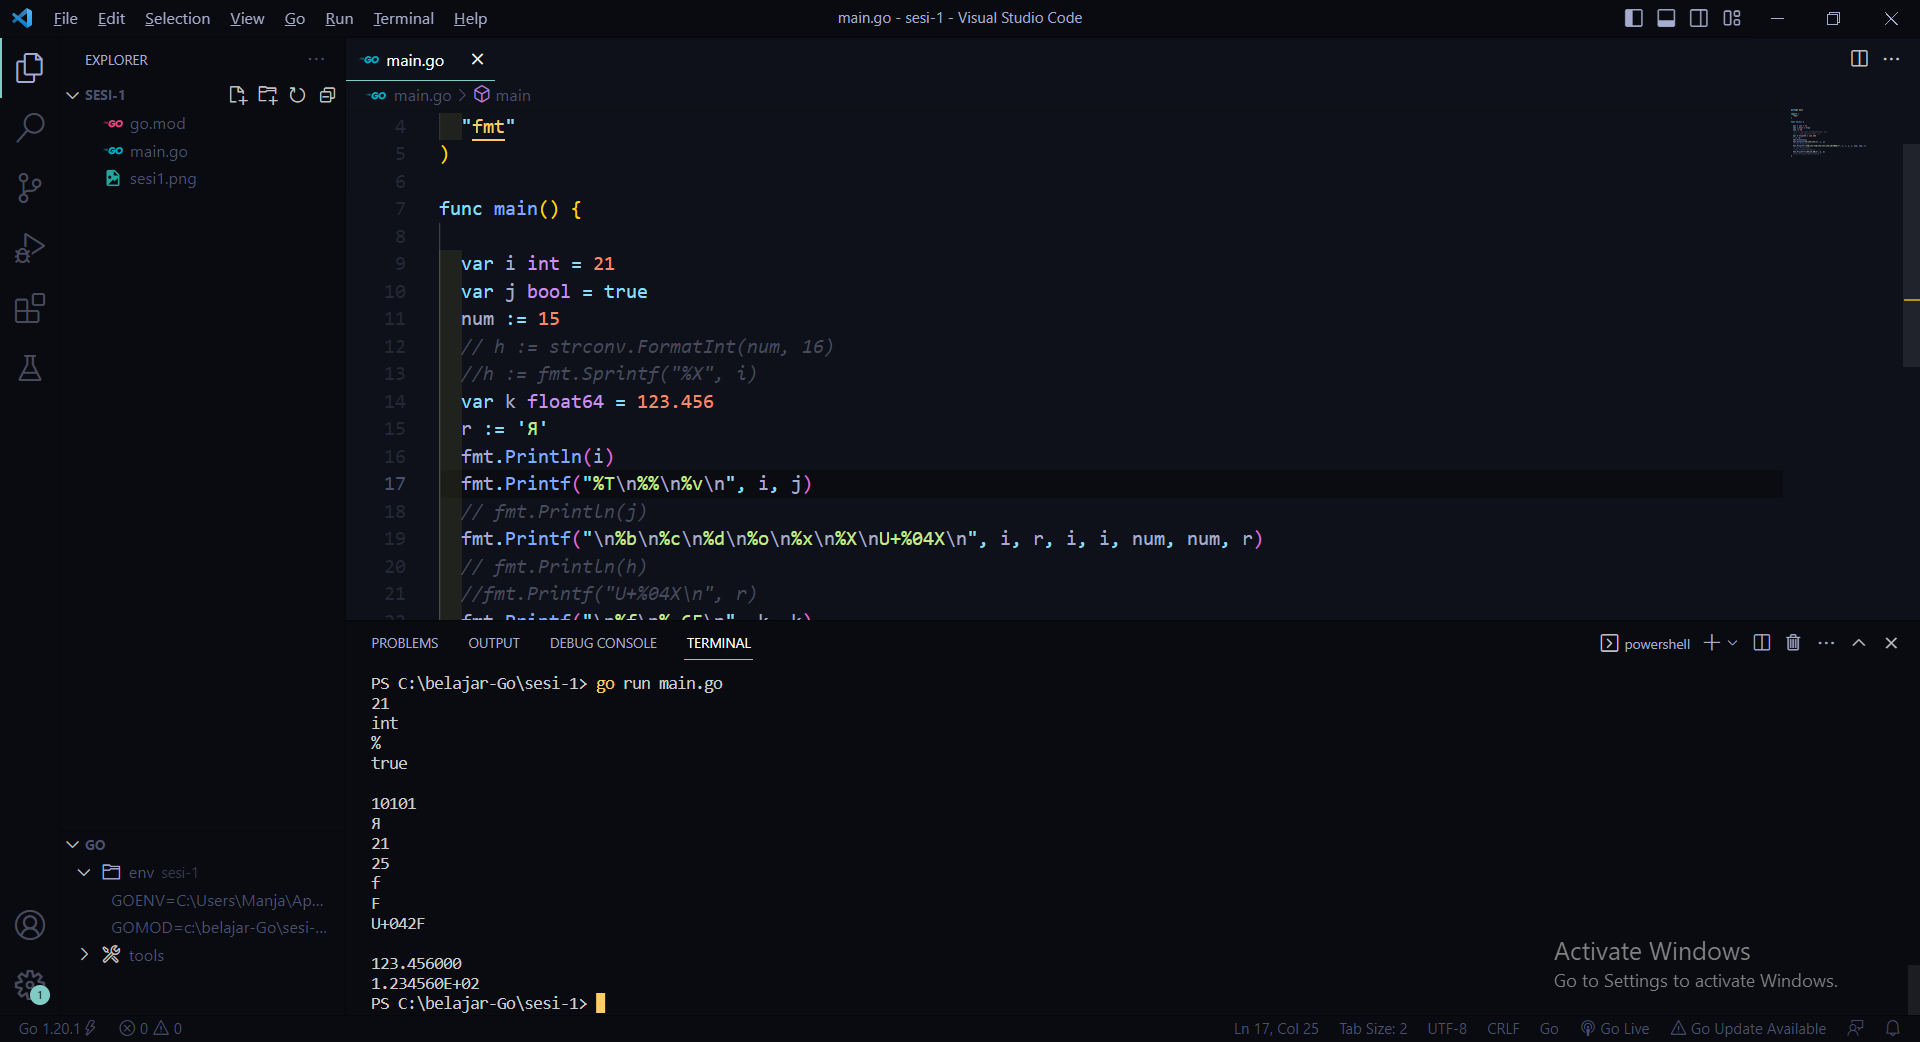 File Edit Selection View Go Run Terminal Help
main.go - sesi-1 - Visual Studio Code
EXPLORER
SESI-1
go.mod
main.go
sesi1.png
GO
env sesi-1
GOENV=C:\Users\Manja\Ap...
GOMOD=c:\belajar-Go\sesi-...
tools
1
GO main.go
GO main.go > main
4 "fmt"
5 )
6
7 func main() {
8
9 var i int = 21
10 var j bool = true
11 num := 15
12 // h := strconv.FormatInt(num, 16)
13 //h := fmt.Sprintf("%X", i)
14 var k float64 = 123.456
15 r := 'Я'
16 fmt.Println(i)
17 fmt.Printf("%T\n%%\n%v\n", i, j)
18 // fmt.Println(j)
19 fmt.Printf("\n%b\n%c\n%d\n%o\n%x\n%X\nU+%04X\n", i, r, i, i, num, num, r)
20 // fmt.Println(h)
21 //fmt.Printf("U+%04X\n", r)
PROBLEMS OUTPUT DEBUG CONSOLE TERMINAL
powershell
PS C:\belajar-Go\sesi-1> go run main.go
21
int
%
true
10101
Я
21
25
f
F
U+042F
123.456000
1.234560E+02
PS C:\belajar-Go\sesi-1>
Activate Windows
Go to Settings to activate Windows.
Go 1.20.1 0 0
Ln 17, Col 25 Tab Size: 2 UTF-8 CRLF Go Go Live Go Update Available